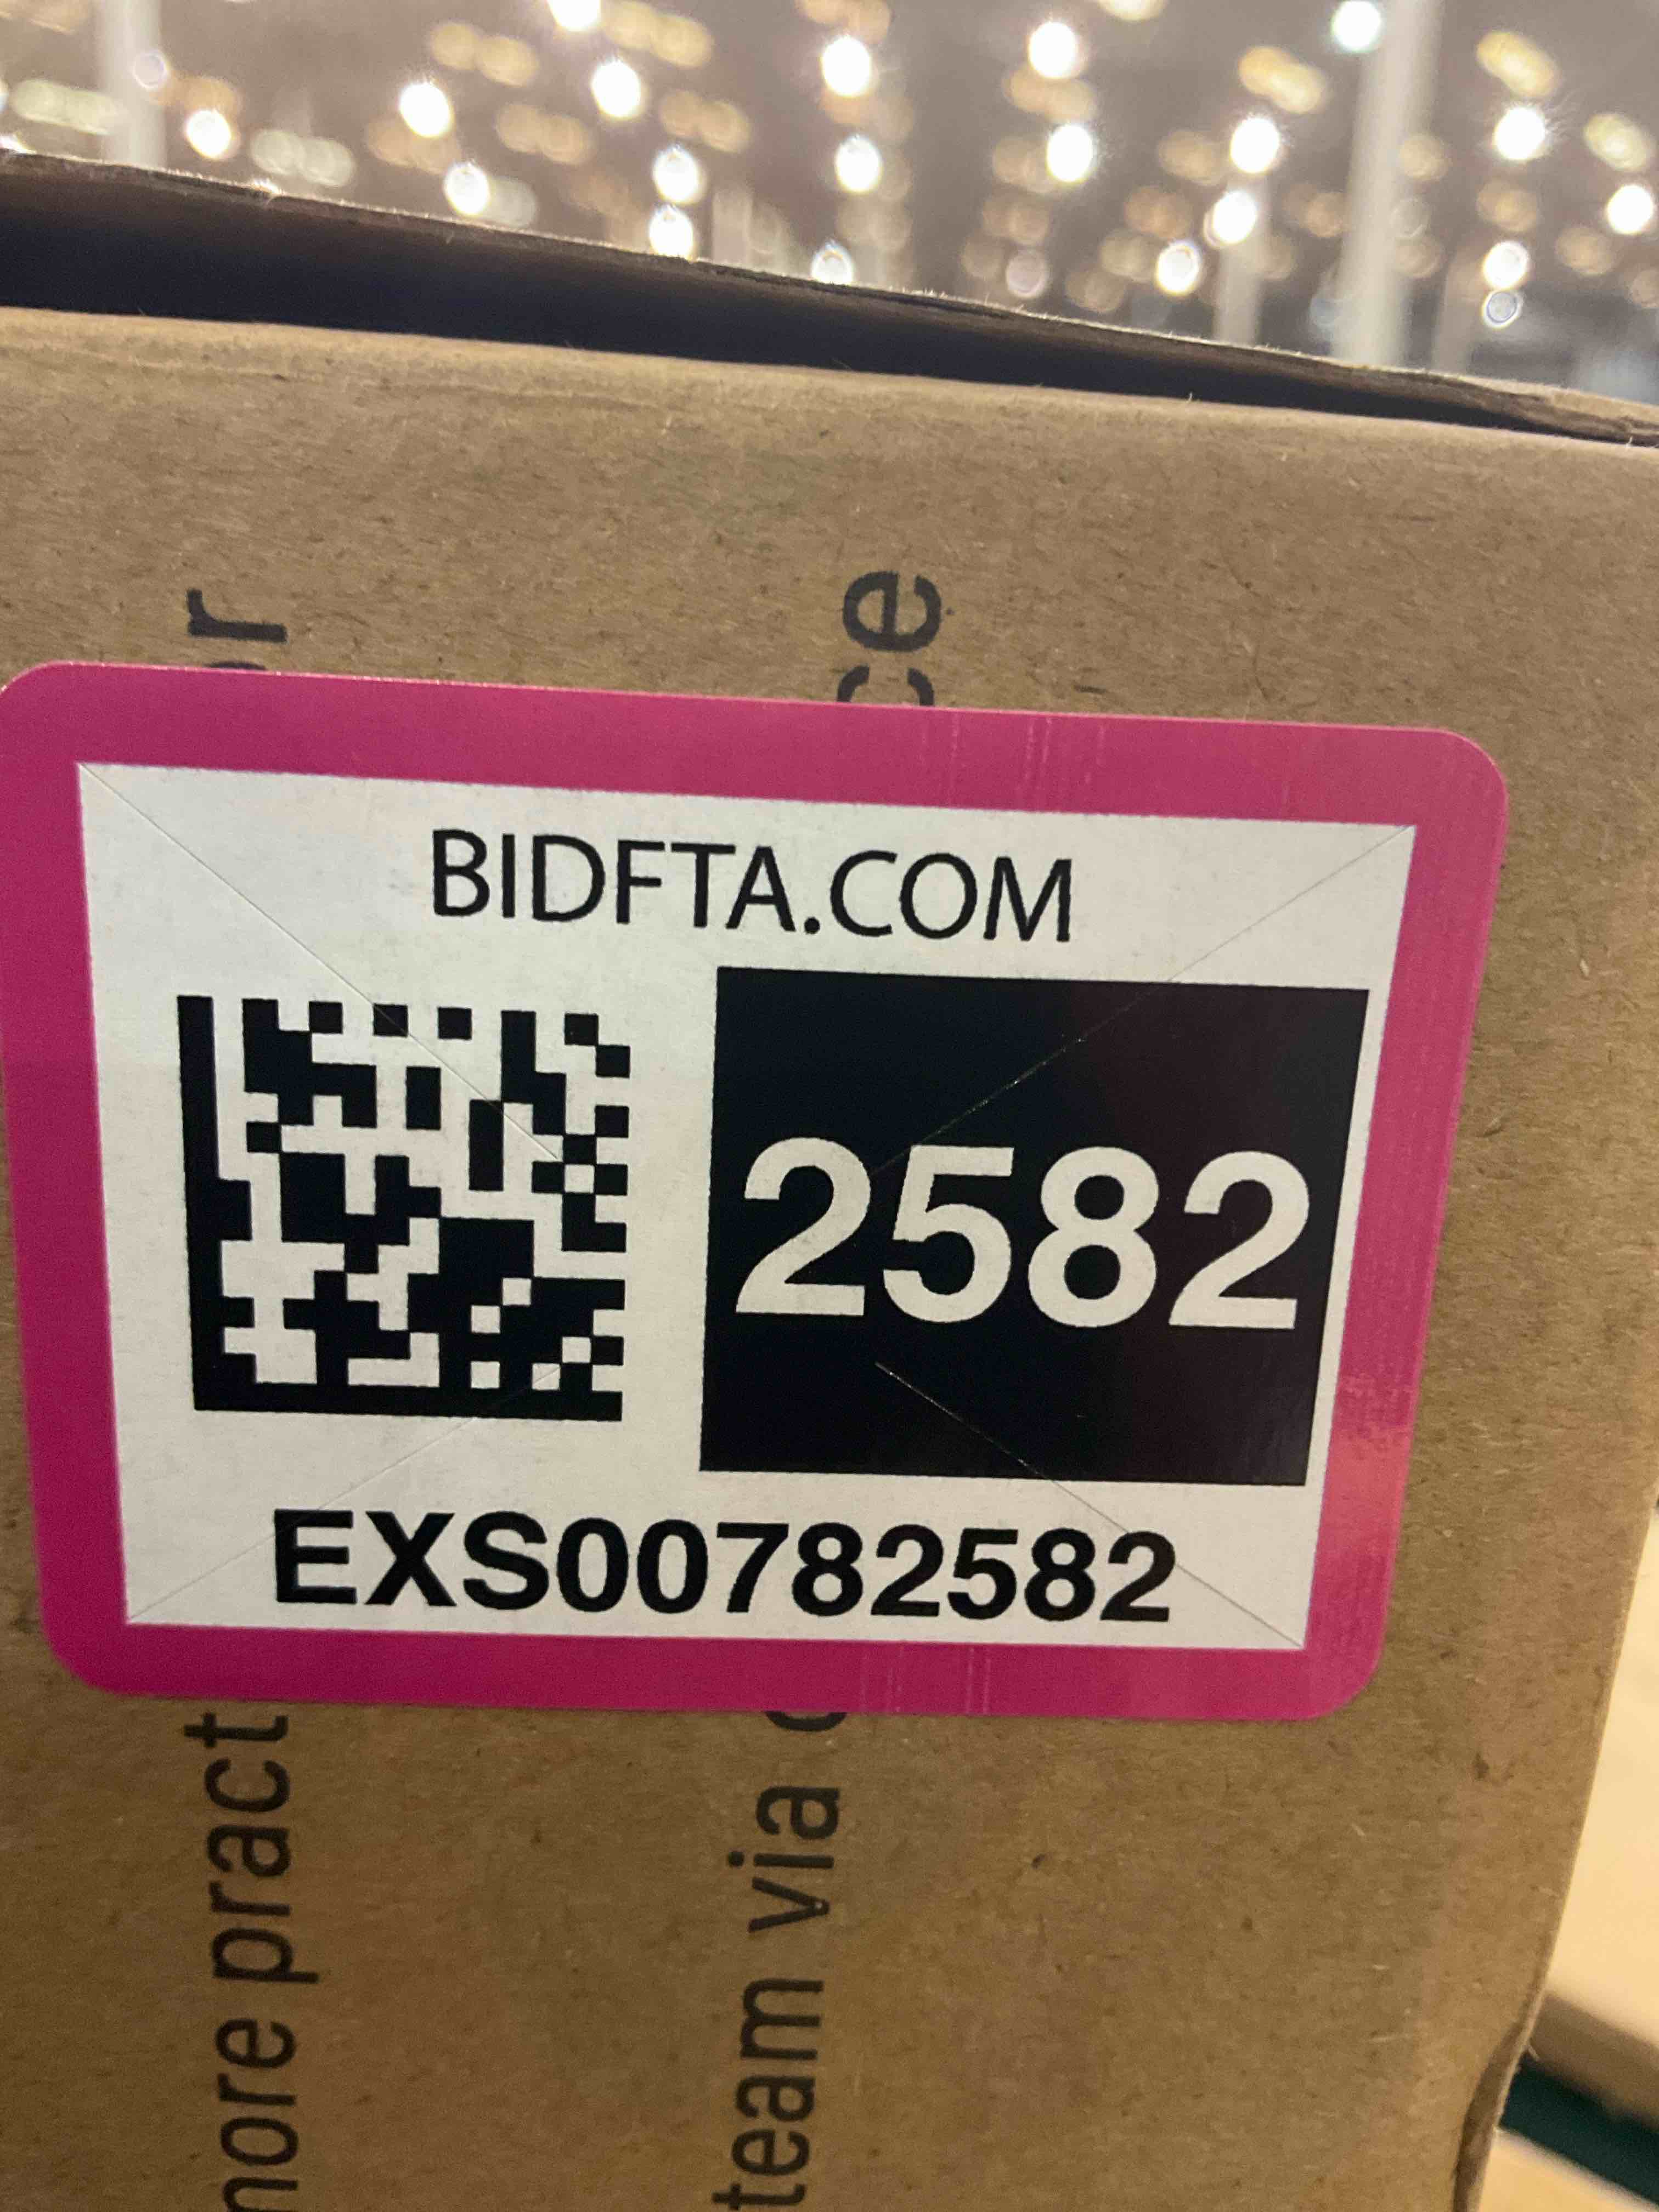 BIDFTA.COM
2582
EXS00782582
more pract
team via